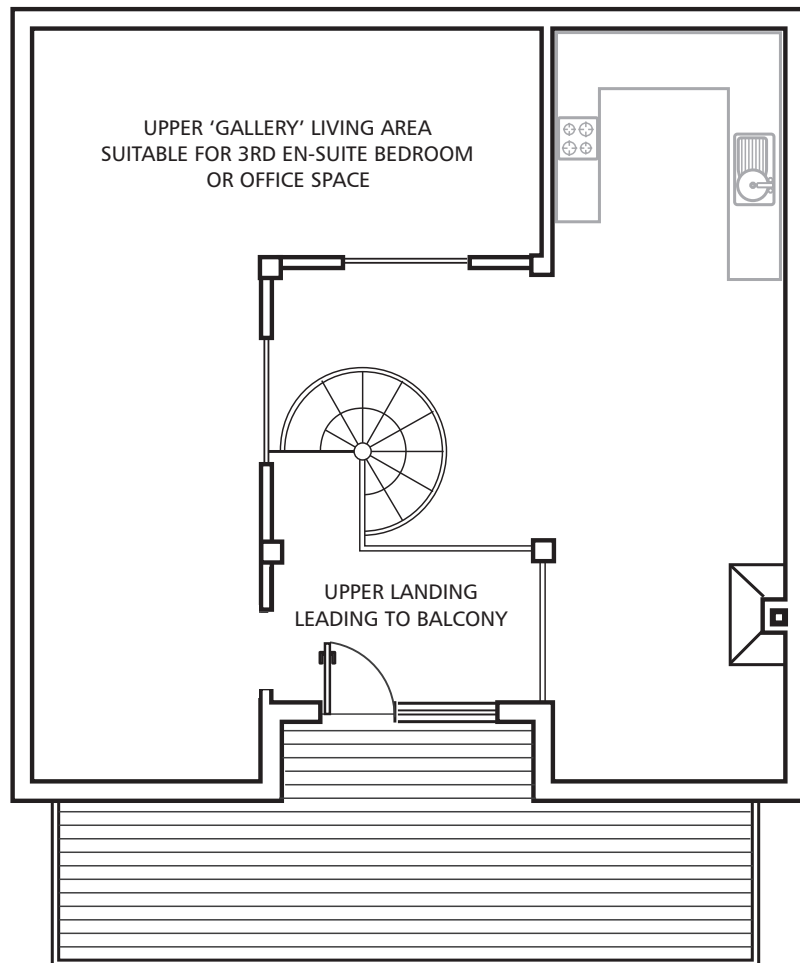 UPPER ‘GALLERY’ LIVING AREA
SUITABLE FOR 3RD EN-SUITE BEDROOM
OR OFFICE SPACE
UPPER LANDING
LEADING TO BALCONY